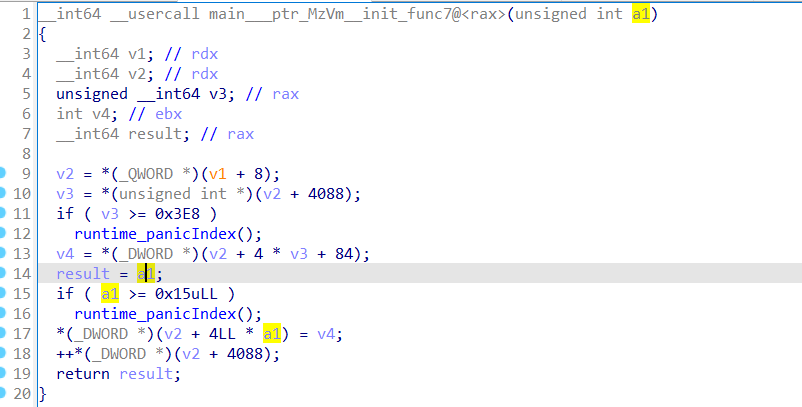 1 __int64 __usercall main___ptr_MzVm__init_func7@<rax>(unsigned int a1)
2 {
3 __int64 v1; // rdx
4 __int64 v2; // rdx
5 unsigned __int64 v3; // rax
6 int v4; // ebx
7 __int64 result; // rax
8
9 v2 = *(_QWORD *)(v1 + 8);
10 v3 = *(unsigned int *)(v2 + 4088);
11 if ( v3 >= 0x3E8 )
12 runtime_panicIndex();
13 v4 = *(_DWORD *)(v2 + 4 * v3 + 84);
14 result = a1;
15 if ( a1 >= 0x15uLL )
16 runtime_panicIndex();
17 *(_DWORD *)(v2 + 4LL * a1) = v4;
18 ++*(_DWORD *)(v2 + 4088);
19 return result;
20 }